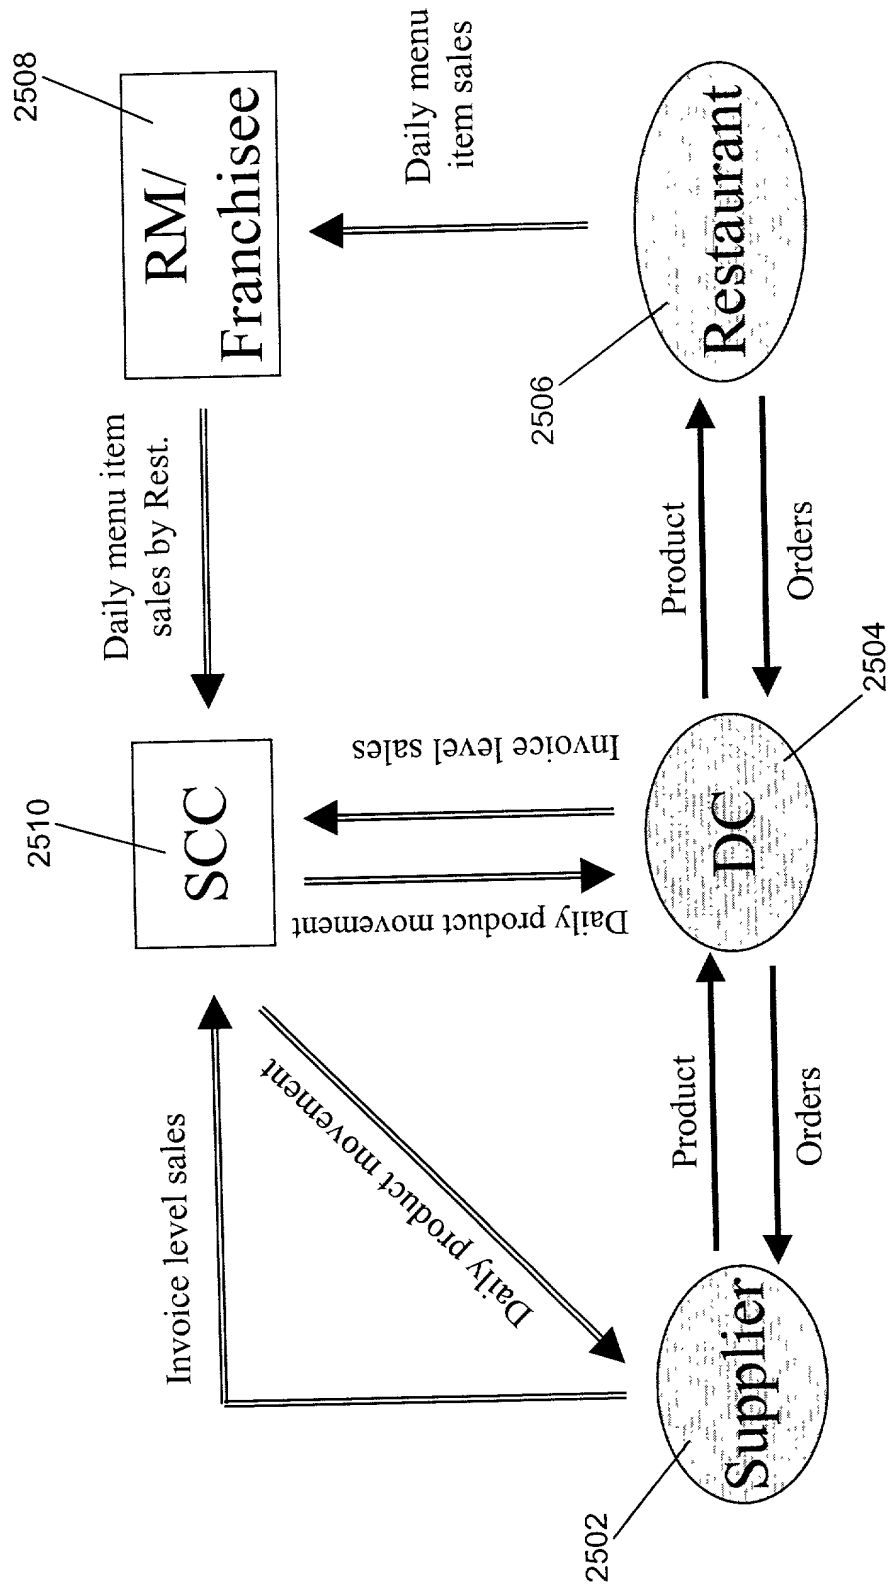 2510
2508
SCC
RM/
Franchisee
Invoice level sales
Daily menu item
sales by Rest.
Daily menu
item sales
Daily product movement
Daily product movement
Invoice level sales
2502
2506
Supplier
Product
Orders
DC
2504
Product
Orders
Restaurant